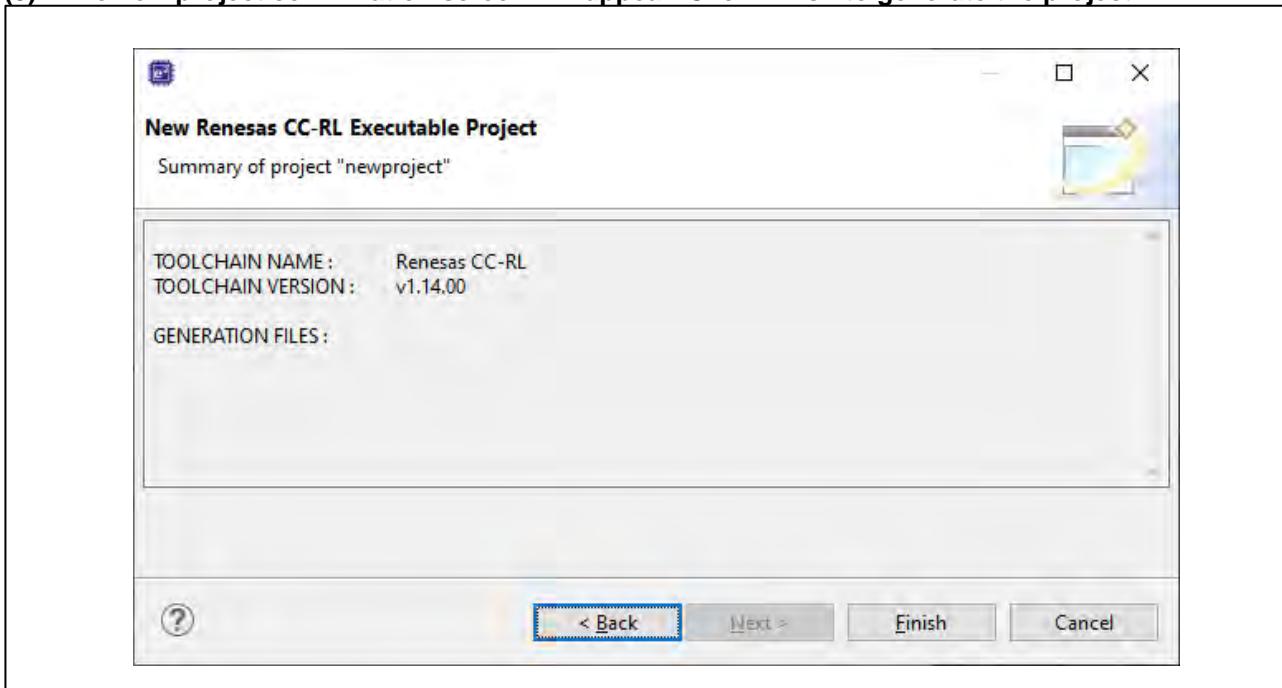 New Renesas CC-RL Executable Project
Summary of project "newproject"
TOOLCHAIN NAME : Renesas CC-RL
TOOLCHAIN VERSION : v1.14.00
GENERATION FILES :
< Back Next > Finish Cancel